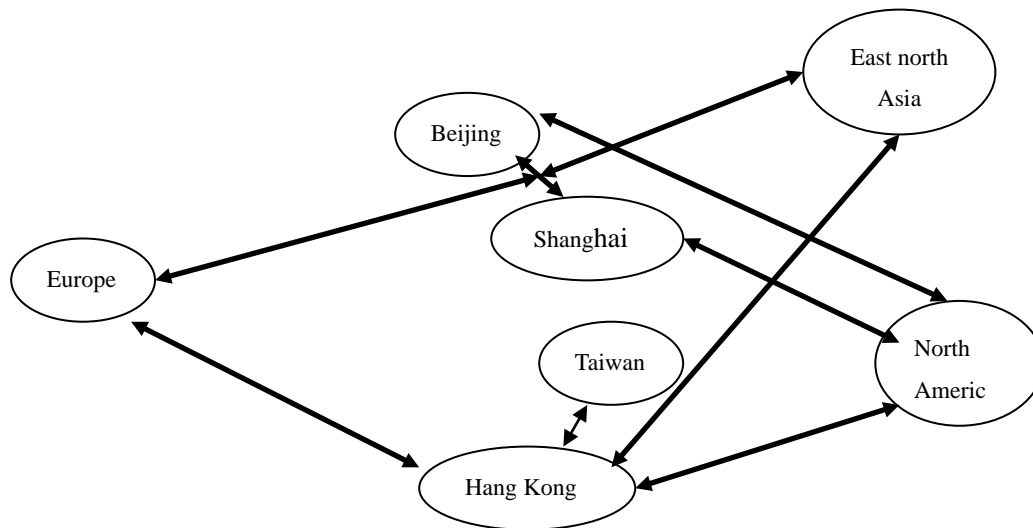 East north
Asia
Beijing
Shanghai
Europe
Taiwan
North
Americ
Hang Kong